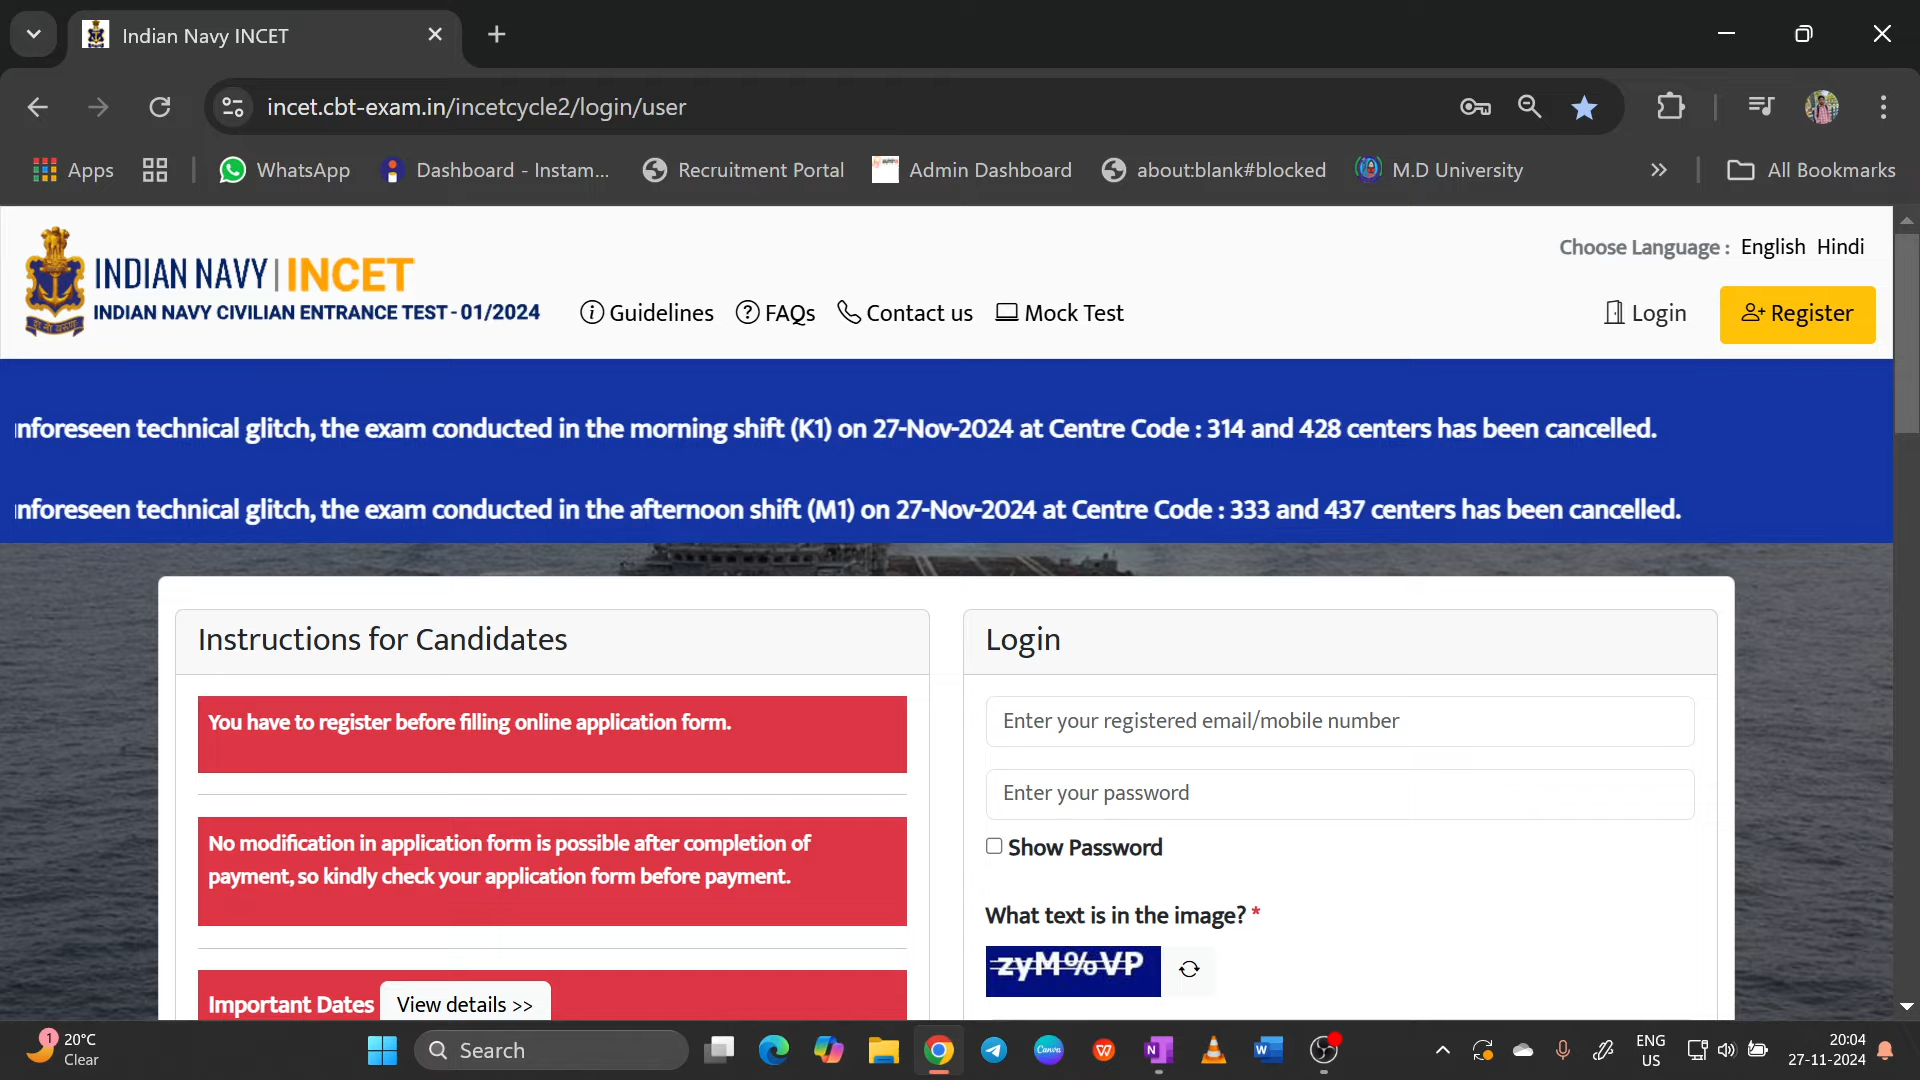 Indian Navy INCET
incet.cbt-exam.in/incetcycle2/login/user
Apps WhatsApp Dashboard - Instam... Recruitment Portal Admin Dashboard about:blank#blocked M.D University » All Bookmarks
Choose Language : English Hindi
INDIAN NAVY | INCET
INDIAN NAVY CIVILIAN ENTRANCE TEST - 01/2024
Guidelines FAQs Contact us Mock Test Login Register
nforeseen technical glitch, the exam conducted in the morning shift (K1) on 27-Nov-2024 at Centre Code : 314 and 428 centers has been cancelled.
nforeseen technical glitch, the exam conducted in the afternoon shift (M1) on 27-Nov-2024 at Centre Code : 333 and 437 centers has been cancelled.
Instructions for Candidates
You have to register before filling online application form.
No modification in application form is possible after completion of
payment, so kindly check your application form before payment.
Important Dates View details >>
Login
Enter your registered email/mobile number
Enter your password
Show Password
What text is in the image? *
zyM%VP
1 20°C
Clear
Search
ENG
US
20:04
27-11-2024